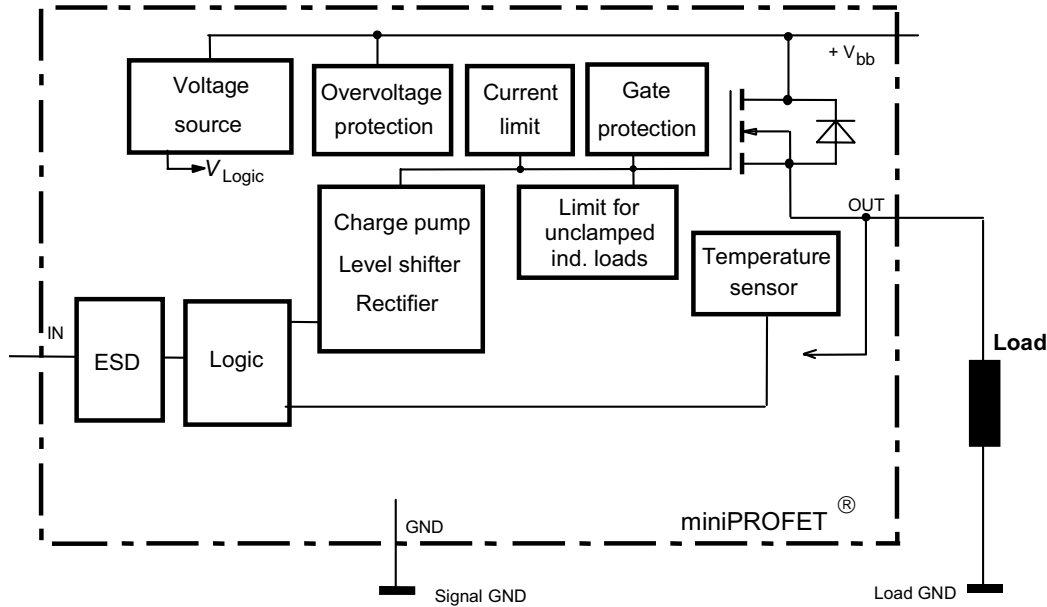 + V bb
Voltage
source
Overvoltage
protection
Current
limit
Gate
protection
V Logic
Charge pump
Level shifter
Rectifier
Limit for
unclamped
ind. loads
OUT
Temperature
sensor
IN
ESD
Logic
Load
miniPROFET ®
GND
Signal GND
Load GND